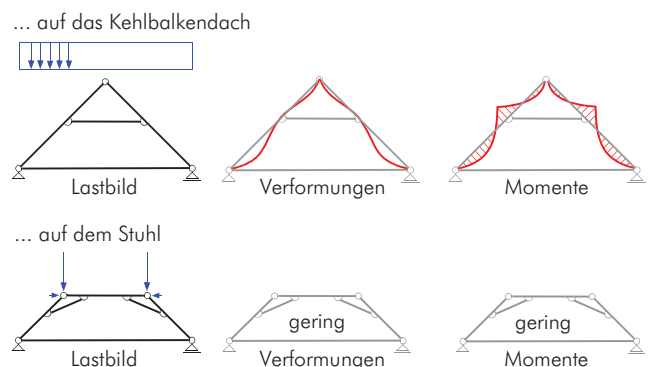 ... auf das Kehlbalkendach
Lastbild
Verformungen
Momente
... auf dem Stuhl
gering
gering
Lastbild
Verformungen
Momente